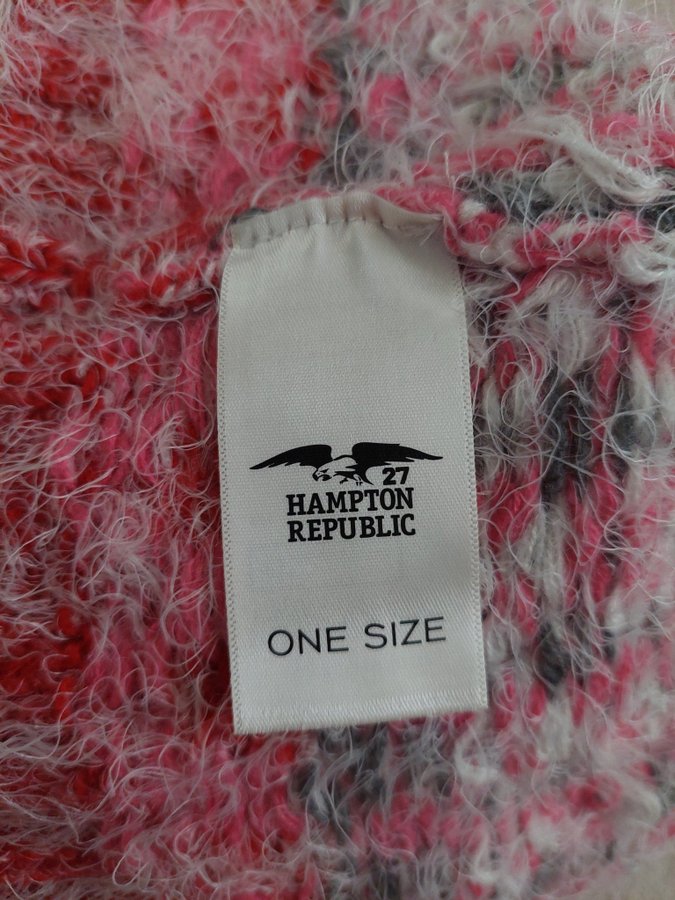 27
HAMPTON
REPUBLIC
ONE SIZE